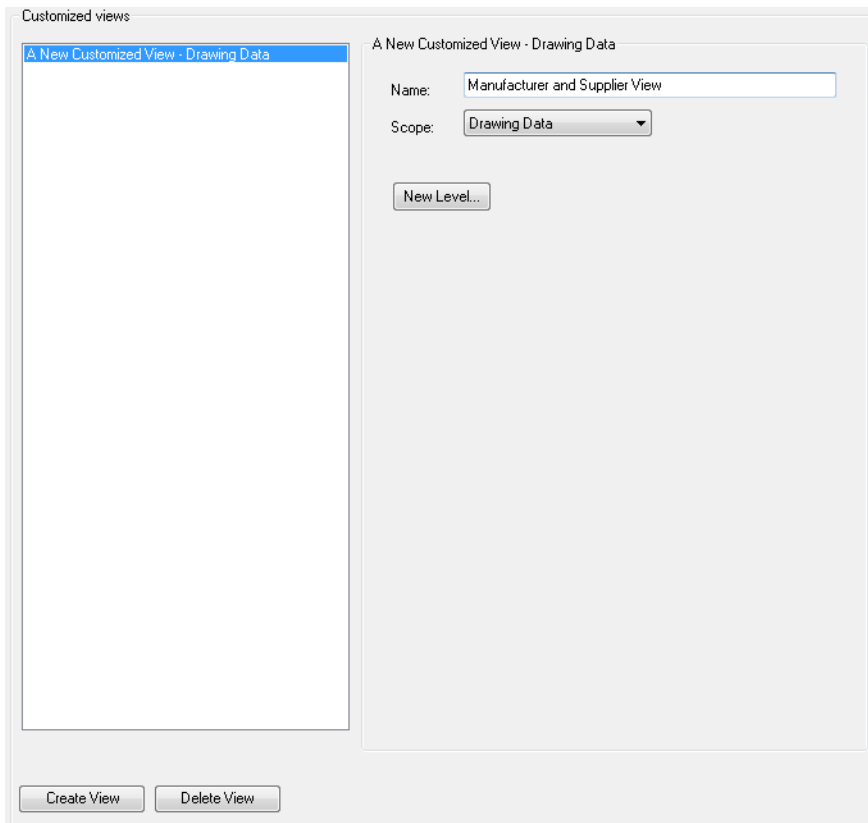 Customized views
A New Customized View - Drawing Data
A New Customized View - Drawing Data
Name:
Manufacturer and Supplier View
Scope:
Drawing Data
New Level...
Create View
Delete View